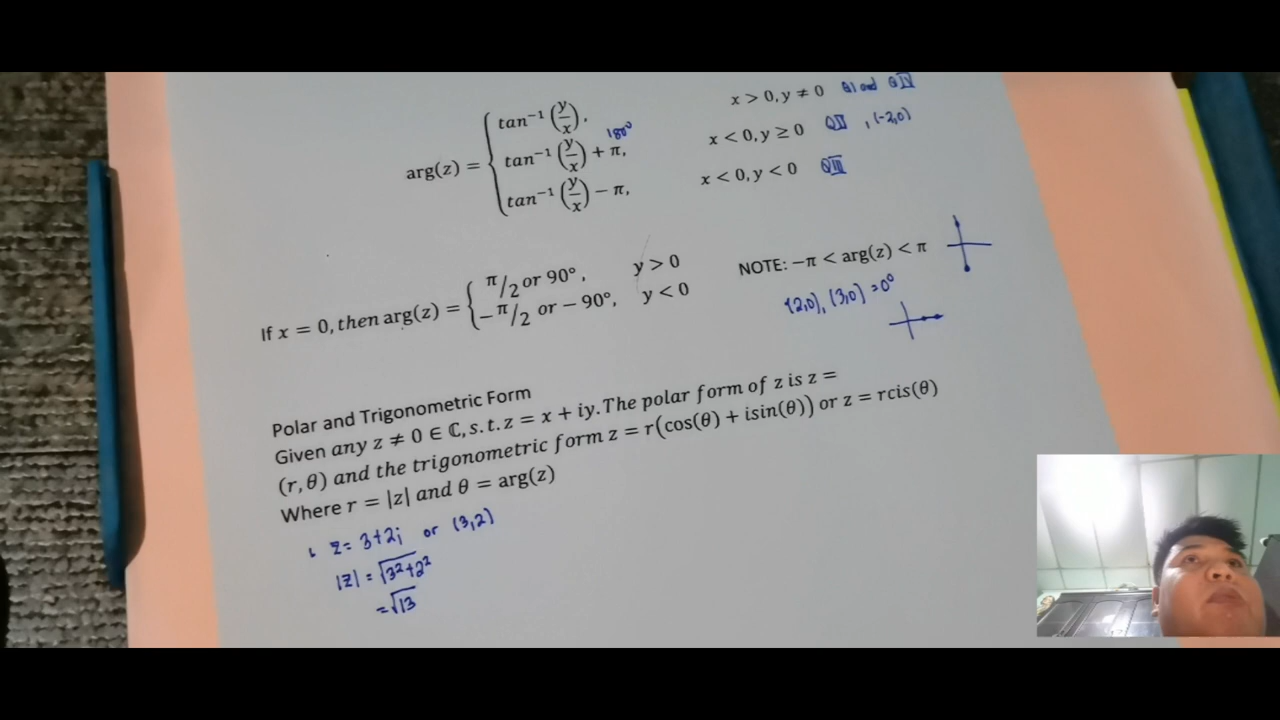 arg(z) = { tan⁻¹(y/x), x > 0, y ≠ 0 QI and QIV
tan⁻¹(y/x) + π, 180° x < 0, y ≥ 0 QII , (-2,0)
tan⁻¹(y/x) − π, x < 0, y < 0 QIII
If x = 0, then arg(z) = { π/2 or 90°, y > 0
−π/2 or − 90°, y < 0
NOTE: −π < arg(z) < π
(2,0), (3,0) = 0°
Polar and Trigonometric Form
Given any z ≠ 0 ∈ ℂ, s.t. z = x + iy. The polar form of z is z =
(r, θ) and the trigonometric form z = r(cos(θ) + isin(θ)) or z = rcis(θ)
Where r = |z| and θ = arg(z)
1. z = 3+2i or (3,2)
|z| = √3²+2²
= √13